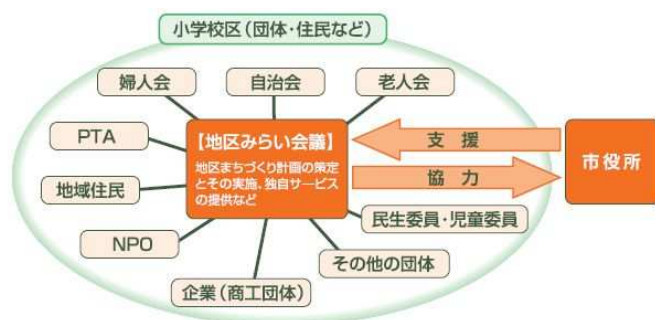 小学校区（団体・住民など）
婦人会
自治会
老人会
PTA
【地区みらい会議】
地区まちづくり計画の策定
とその実施、独自サービス
の提供など
支 援
市役所
地域住民
協 力
民生委員・児童委員
NPO
その他の団体
企業（商工団体）